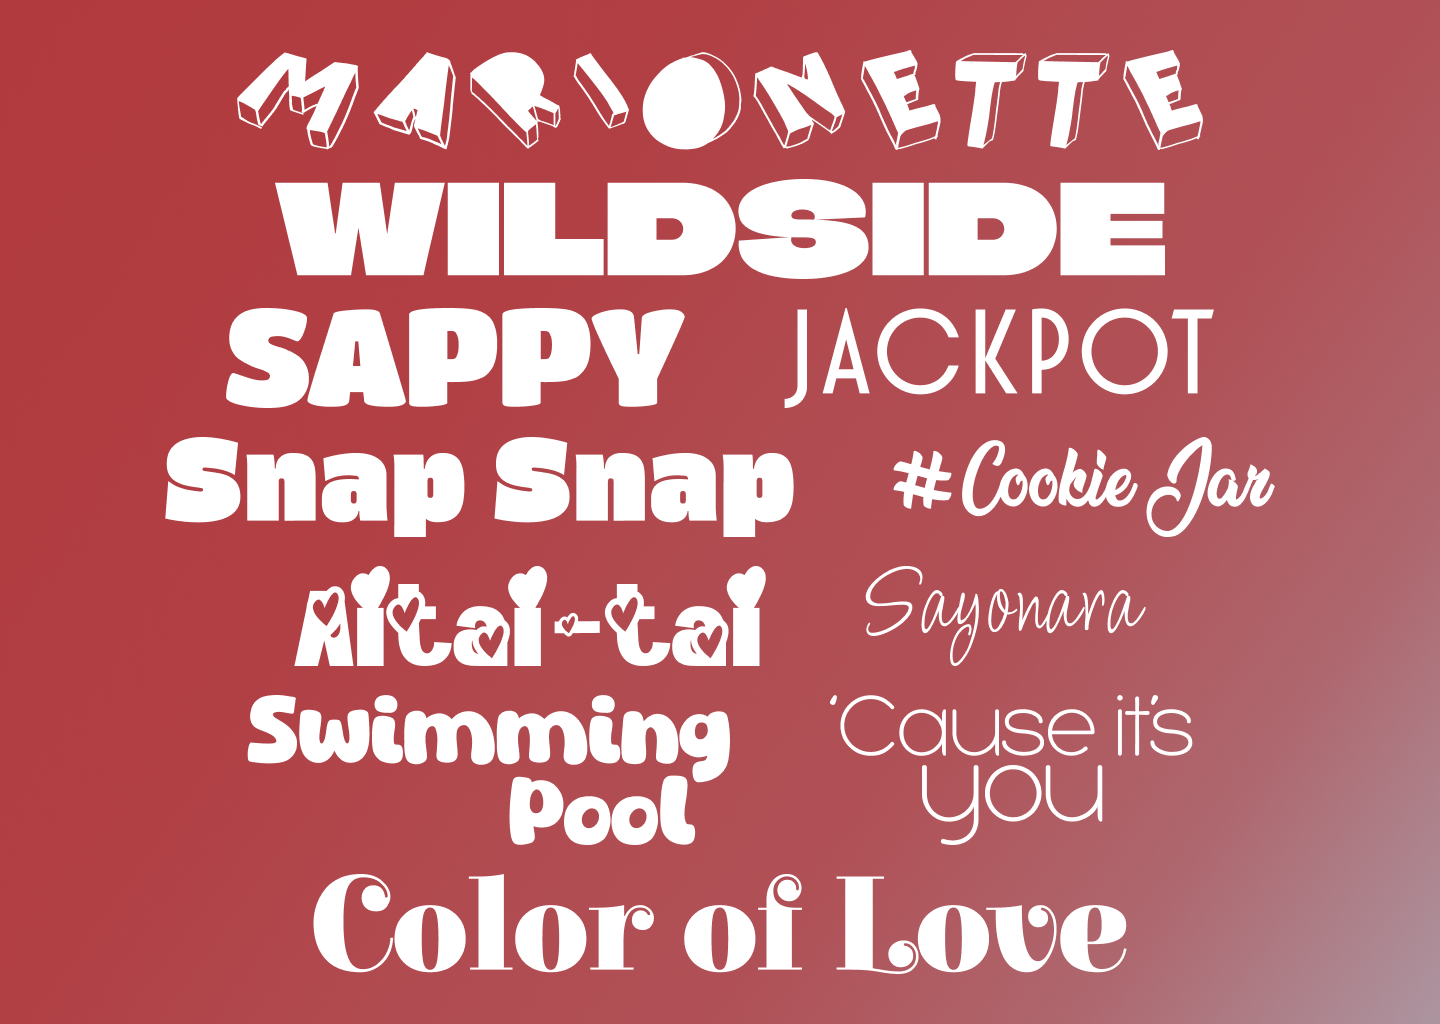 MARIONETTE
WILDSIDE
SAPPY JACKPOT
Snap Snap #Cookie Jar
Aitai-tai Sayonara
Swimming Pool
'Cause it's you
Color of Love